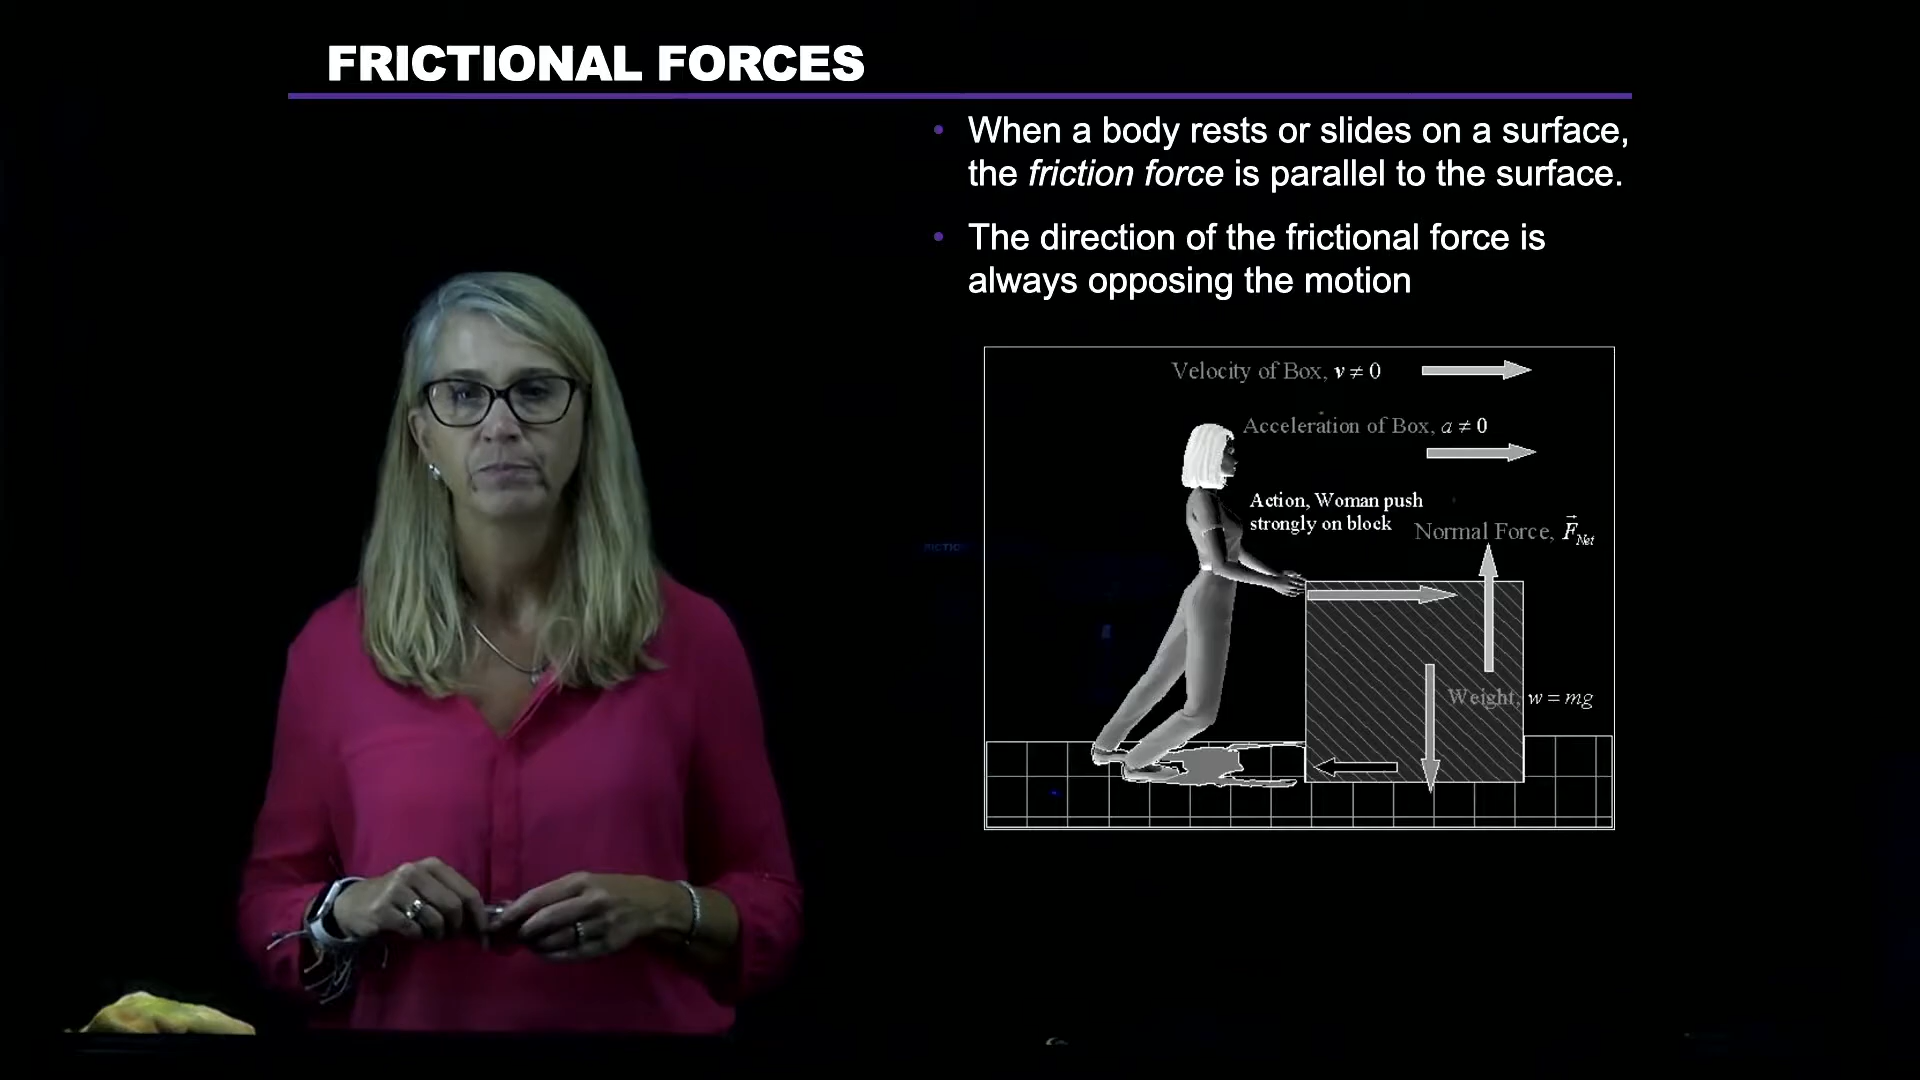 FRICTIONAL FORCES
• When a body rests or slides on a surface,
the friction force is parallel to the surface.
• The direction of the frictional force is
always opposing the motion
Velocity of Box, v ≠ 0
Acceleration of Box, a ≠ 0
Action, Woman push
strongly on block
Normal Force, F⃗Net
Weight, w = mg